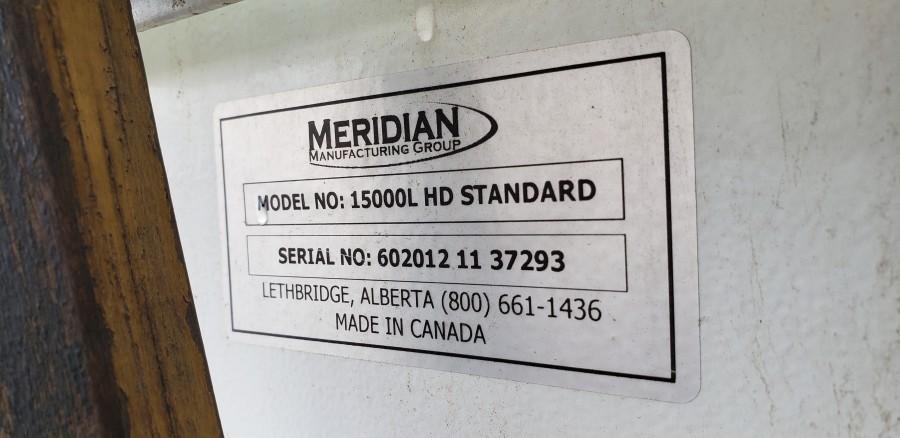 MERIDIAN
MANUFACTURING GROUP
MODEL NO: 15000L HD STANDARD
SERIAL NO: 602012 11 37293
LETHBRIDGE, ALBERTA (800) 661-1436
MADE IN CANADA